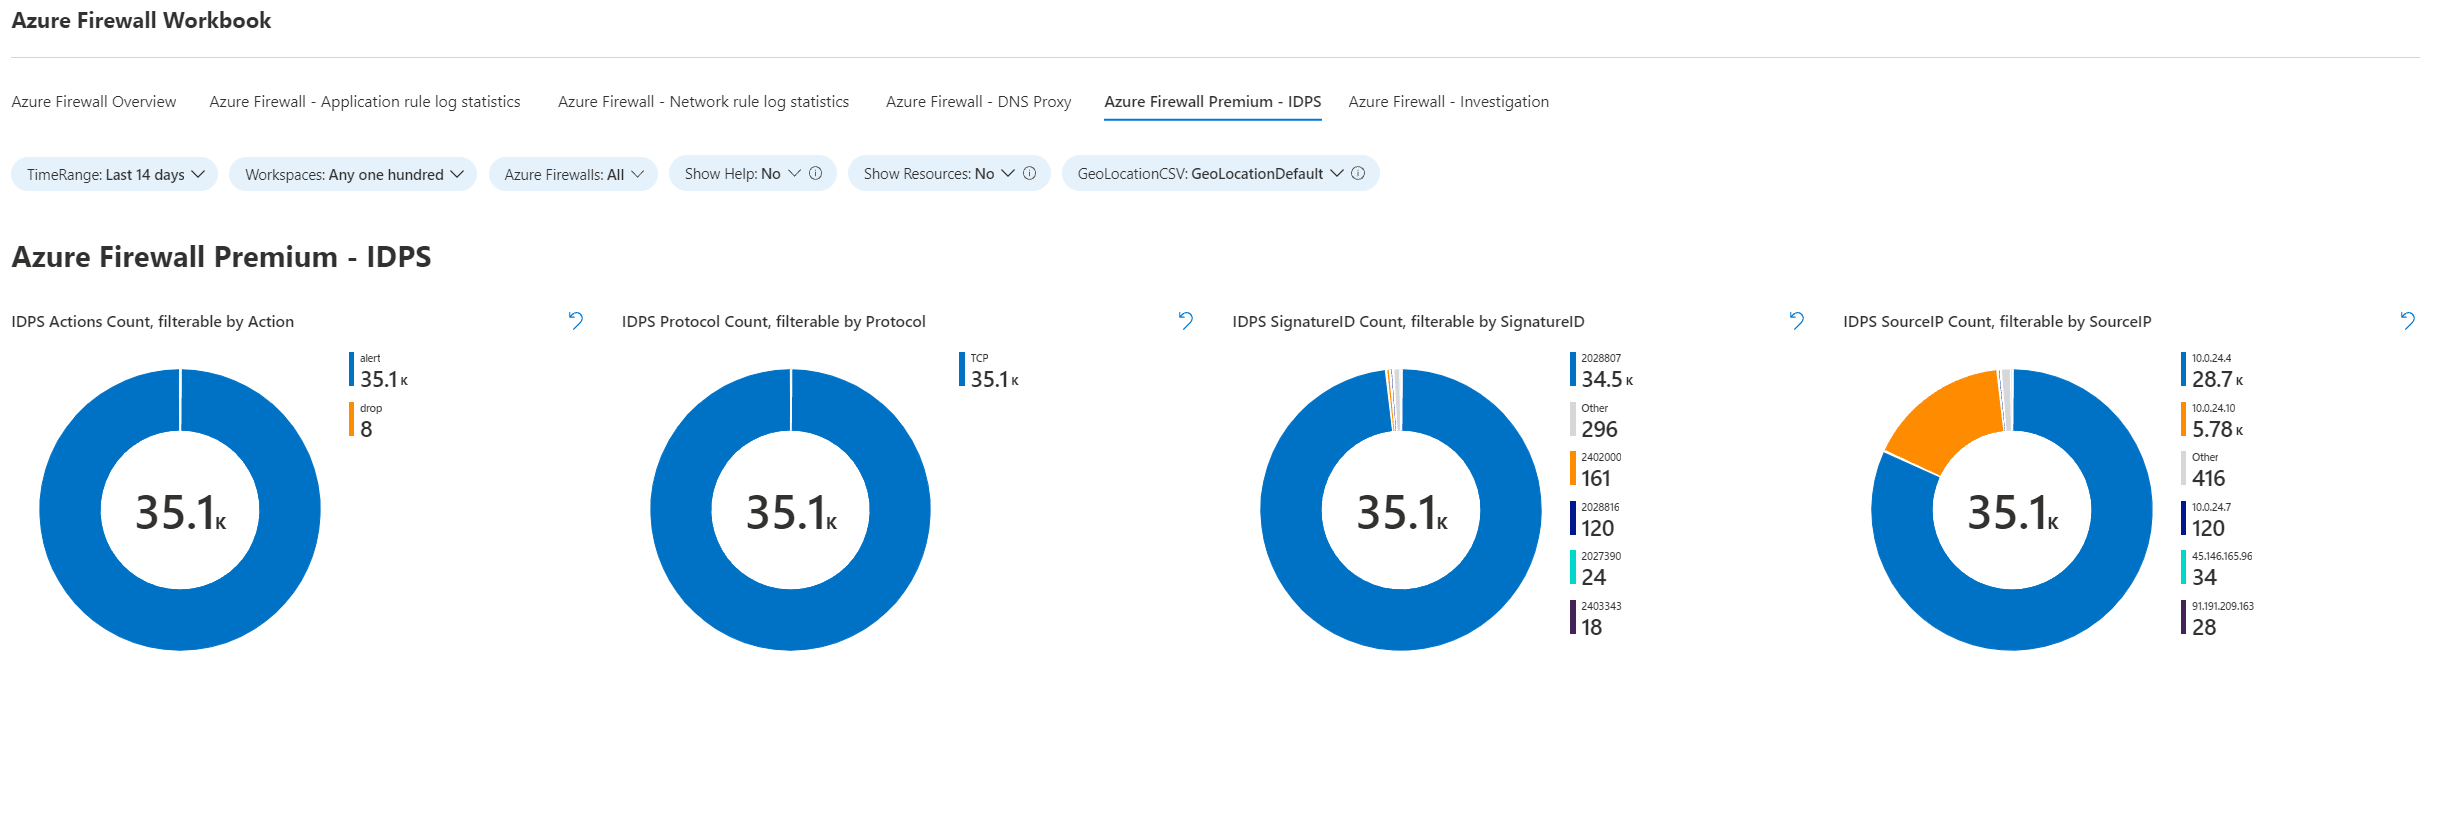 Azure Firewall Workbook
Azure Firewall Overview
Azure Firewall - Application rule log statistics
Azure Firewall - Network rule log statistics
Azure Firewall - DNS Proxy
Azure Firewall Premium - IDPS
Azure Firewall - Investigation
TimeRange: Last 14 days
Workspaces: Any one hundred
Azure Firewalls: All
Show Help: No
Show Resources: No
GeoLocationCSV: GeoLocationDefault
Azure Firewall Premium - IDPS
IDPS Actions Count, filterable by Action
35.1K
alert
35.1K
drop
8
IDPS Protocol Count, filterable by Protocol
35.1K
TCP
35.1K
IDPS SignatureID Count, filterable by SignatureID
35.1K
2028807
34.5K
Other
296
2402000
161
2028816
120
2027390
24
2403343
18
IDPS SourceIP Count, filterable by SourceIP
35.1K
10.0.24.4
28.7K
10.0.24.10
5.78K
Other
416
10.0.24.7
120
45.146.165.96
34
91.191.209.163
28